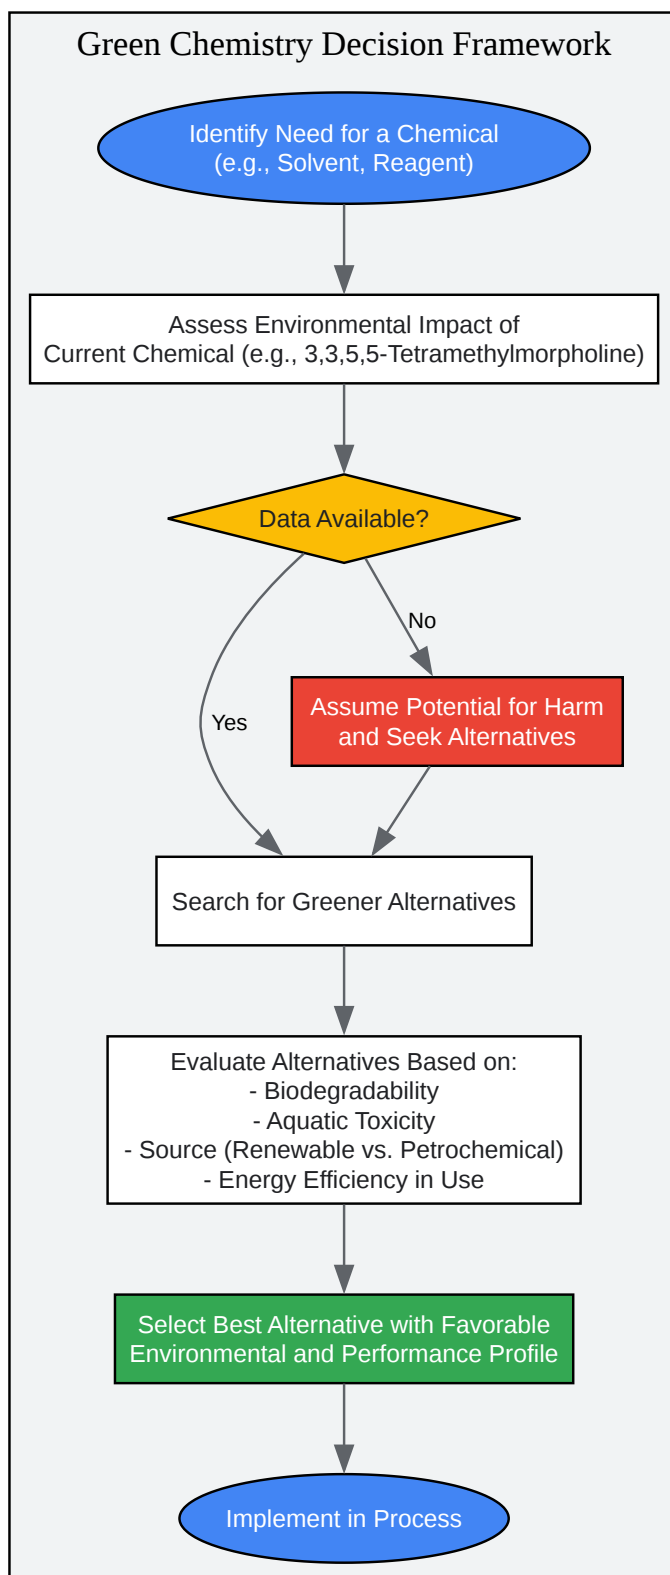 Green Chemistry Decision Framework
Identify Need for a Chemical
(e.g., Solvent, Reagent)
Assess Environmental Impact of
Current Chemical (e.g., 3,3,5,5-Tetramethylmorpholine)
Data Available?
No
Assume Potential for Harm
and Seek Alternatives
Yes
Search for Greener Alternatives
Evaluate Alternatives Based on:
- Biodegradability
- Aquatic Toxicity
- Source (Renewable vs. Petrochemical)
- Energy Efficiency in Use
Select Best Alternative with Favorable
Environmental and Performance Profile
Implement in Process